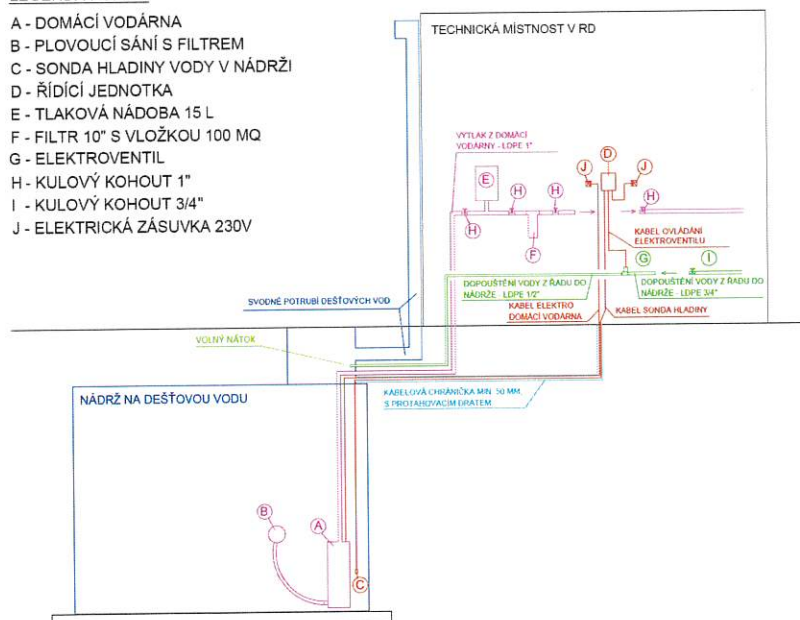 A - DOMÁCÍ VODÁRNA
B - PLOVOUCÍ SÁNÍ S FILTREM
C - SONDA HLADINY VODY V NÁDRŽI
D - ŘÍDÍCÍ JEDNOTKA
E - TLAKOVÁ NÁDOBA 15 L
F - FILTR 10" S VLOŽKOU 100 MQ
G - ELEKTROVENTIL
H - KULOVÝ KOHOUT 1"
I - KULOVÝ KOHOUT 3/4"
J - ELEKTRICKÁ ZÁSUVKA 230V
TECHNICKÁ MÍSTNOST V RD
VÝTLAK Z DOMÁCÍ
VODÁRNY - LDPE 1"
J
D
J
E
H
H
H
H
F
KABEL OVLÁDÁNÍ
ELEKTROVENTILU
G
I
DOPOUŠTĚNÍ VODY Z ŘADU DO
NÁDRŽE - LDPE 1/2"
DOPOUŠTĚNÍ VODY Z ŘADU DO
NÁDRŽE - LDPE 3/4"
SVODNÉ POTRUBÍ DEŠŤOVÝCH VOD
KABEL ELEKTRO
DOMÁCÍ VODÁRNA
KABEL SONDA HLADINY
VOLNÝ NÁTOK
NÁDRŽ NA DEŠŤOVOU VODU
KABELOVÁ CHRÁNIČKA MIN. 50 MM
S PROTAHOVACÍM DRÁTEM
B
A
C